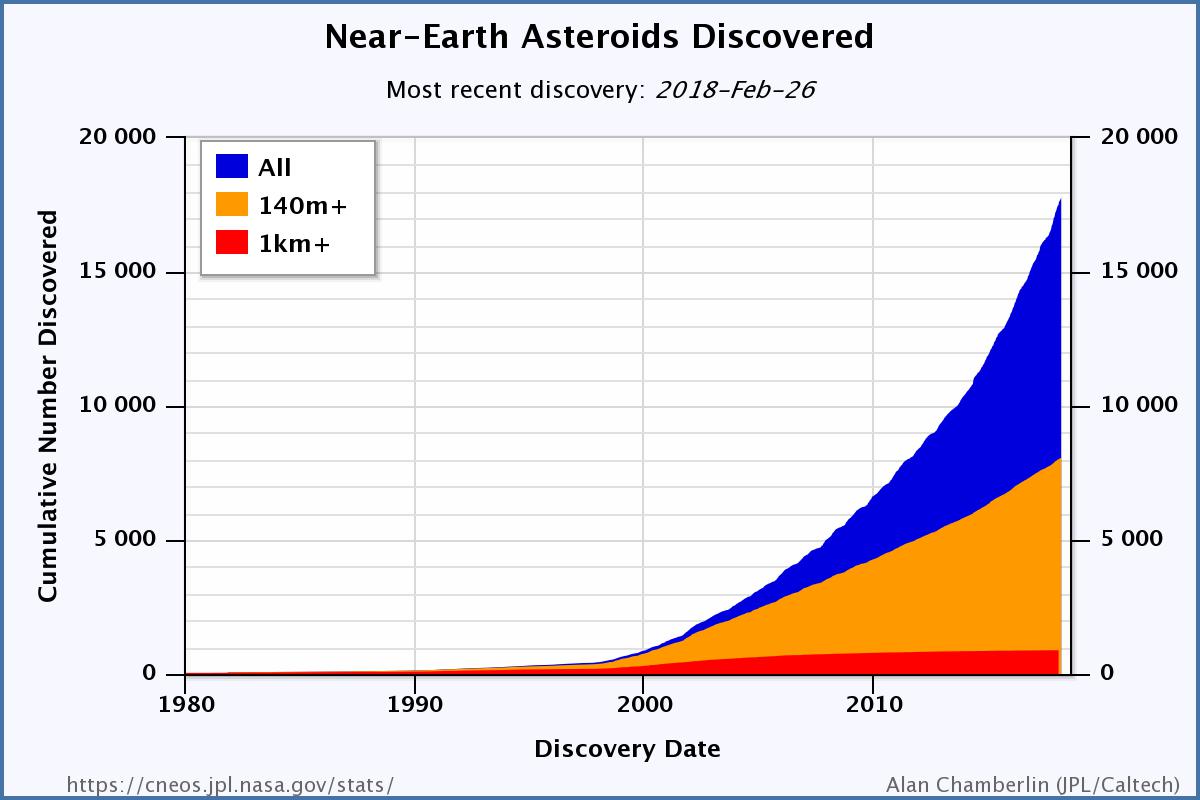 Near-Earth Asteroids Discovered
Most recent discovery: 2018-Feb-26
All
140m+
1km+
Cumulative Number Discovered
20 000
15 000
10 000
5 000
0
20 000
15 000
10 000
5 000
0
1980
1990
2000
2010
Discovery Date
https://cneos.jpl.nasa.gov/stats/
Alan Chamberlin (JPL/Caltech)